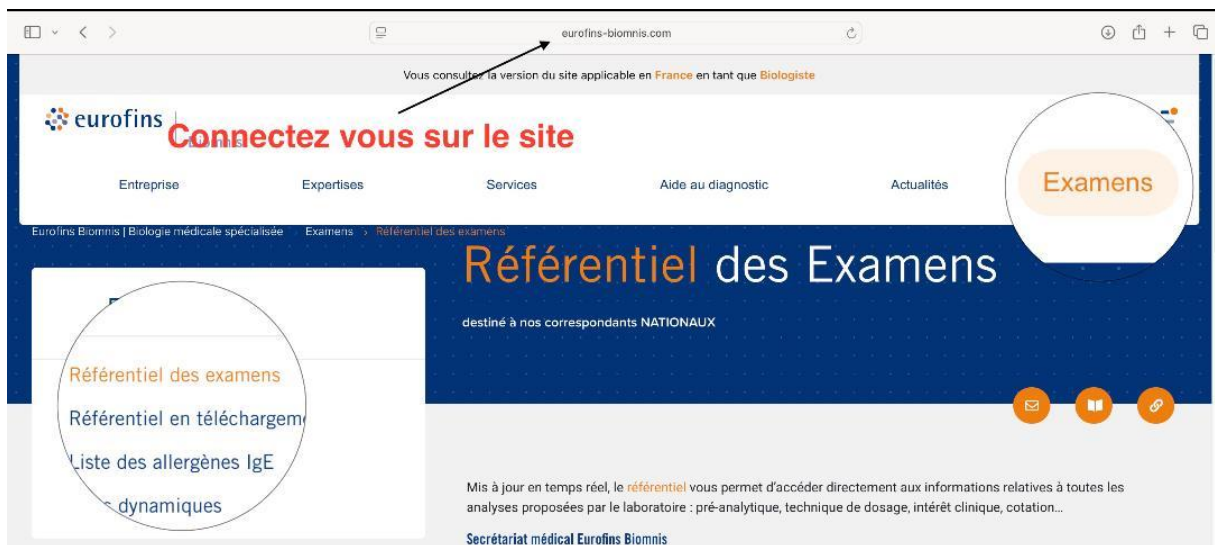 eurofins-biomnis.com
Vous consultez la version du site applicable en France en tant que Biologiste
eurofins
Biomnis
Connectez vous sur le site
Entreprise
Expertises
Services
Aide au diagnostic
Actualités
Examens
Eurofins Biomnis | Biologie médicale spécialisée Examens › Référentiel des examens
Référentiel des Examens
destiné à nos correspondants NATIONAUX
Référentiel des examens
Référentiel en téléchargem
Liste des allergènes IgE
dynamiques
Mis à jour en temps réel, le référentiel vous permet d'accéder directement aux informations relatives à toutes les
analyses proposées par le laboratoire : pré-analytique, technique de dosage, intérêt clinique, cotation...
Secrétariat médical Eurofins Biomnis